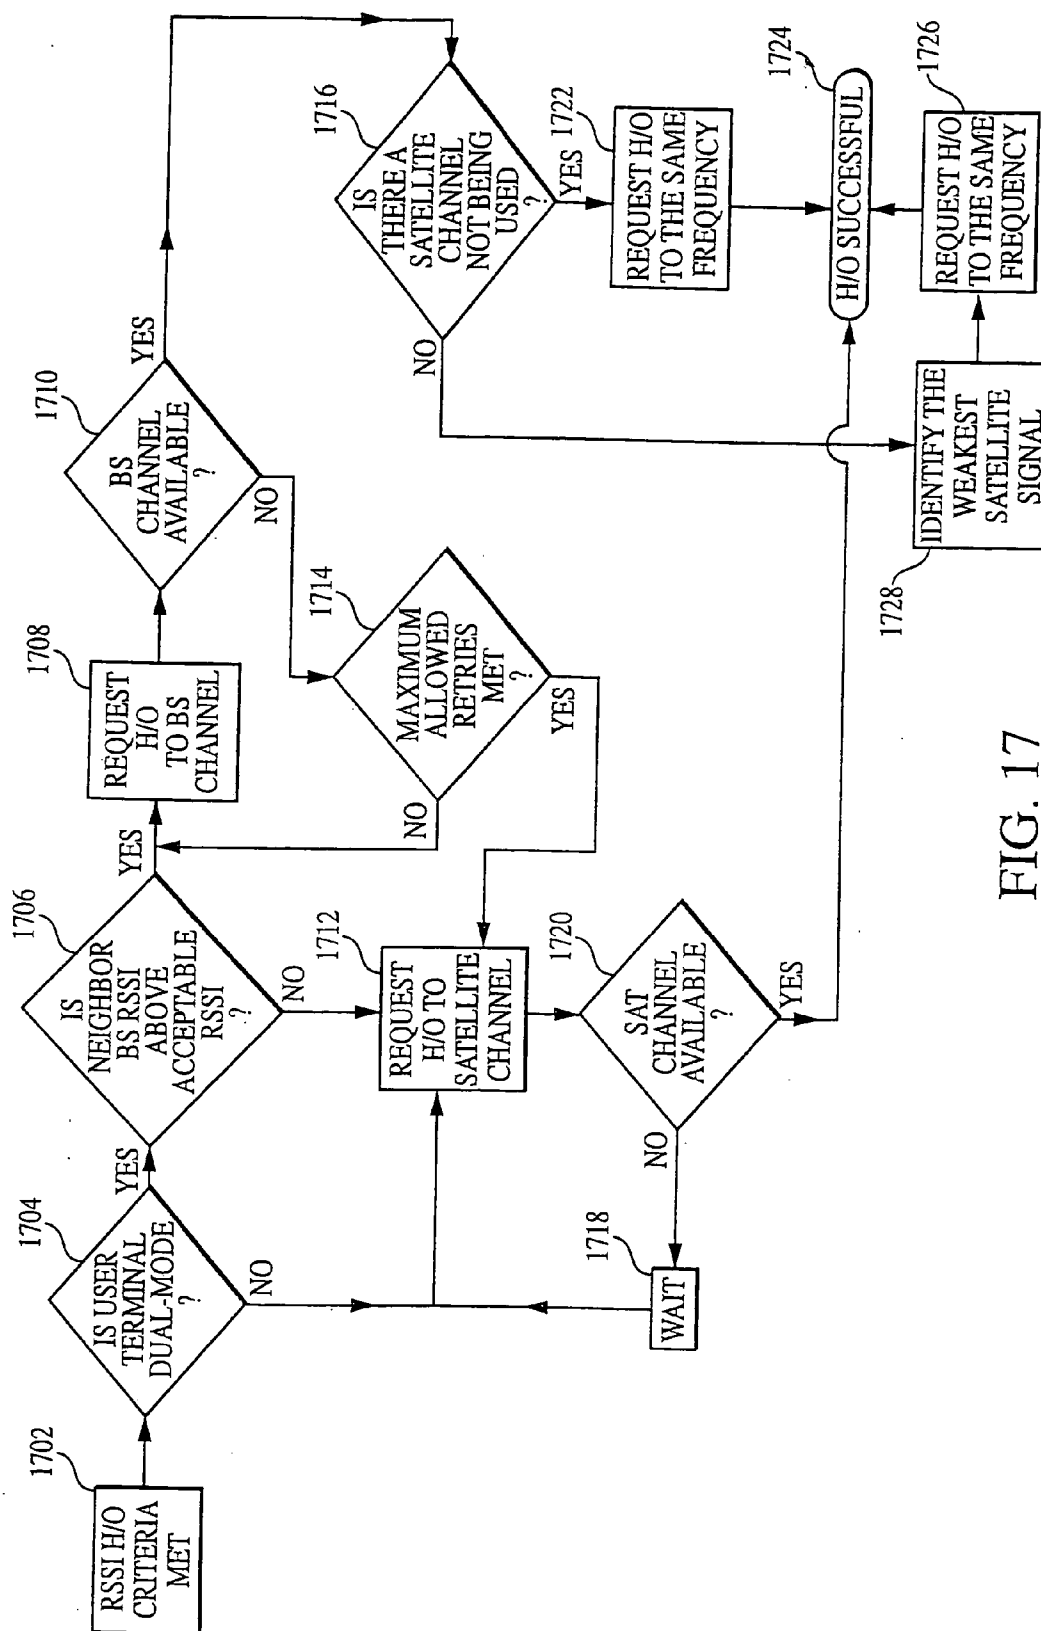 1702
RSSI H/O
CRITERIA
MET
1704
IS USER
TERMINAL
DUAL-MODE
?
YES
NO
1706
IS
NEIGHBOR
BS RSSI
ABOVE
ACCEPTABLE
RSSI
?
YES
NO
1708
REQUEST
H/O
TO BS
CHANNEL
1710
BS
CHANNEL
AVAILABLE
?
YES
NO
1712
REQUEST
H/O TO
SATELLITE
CHANNEL
1714
MAXIMUM
ALLOWED
RETRIES
MET
?
NO
YES
1716
IS
THERE A
SATELLITE
CHANNEL
NOT BEING
USED
?
NO
YES
1718
WAIT
1720
SAT
CHANNEL
AVAILABLE
?
NO
YES
1722
REQUEST H/O
TO THE SAME
FREQUENCY
1724
H/O SUCCESSFUL
1726
REQUEST H/O
TO THE SAME
FREQUENCY
1728
IDENTIFY THE
WEAKEST
SATELLITE
SIGNAL
FIG. 17